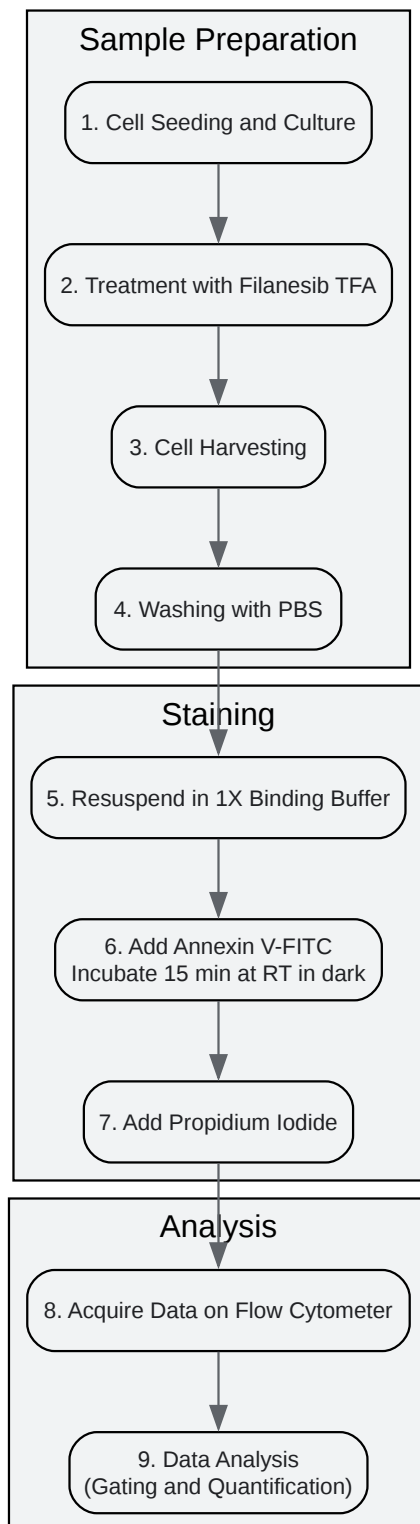 Sample Preparation
1. Cell Seeding and Culture
2. Treatment with Filanesib TFA
3. Cell Harvesting
4. Washing with PBS
Staining
5. Resuspend in 1X Binding Buffer
6. Add Annexin V-FITC
Incubate 15 min at RT in dark
7. Add Propidium Iodide
Analysis
8. Acquire Data on Flow Cytometer
9. Data Analysis
(Gating and Quantification)